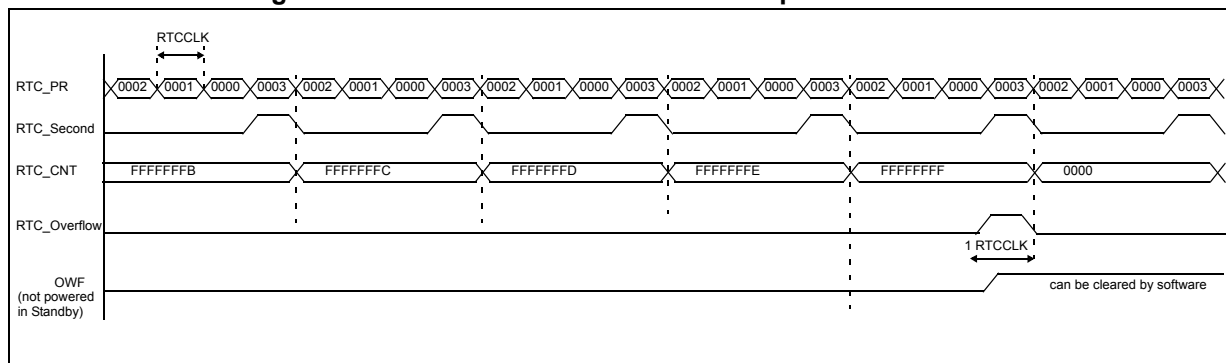 RTCCLK
RTC_PR 0002 0001 0000 0003 0002 0001 0000 0003 0002 0001 0000 0003 0002 0001 0000 0003 0002 0001 0000 0003 0002 0001 0000 0003
RTC_Second
RTC_CNT FFFFFFFB FFFFFFFC FFFFFFFD FFFFFFFE FFFFFFFF 0000
RTC_Overflow
1 RTCCLK
OWF
(not powered
in Standby)
can be cleared by software